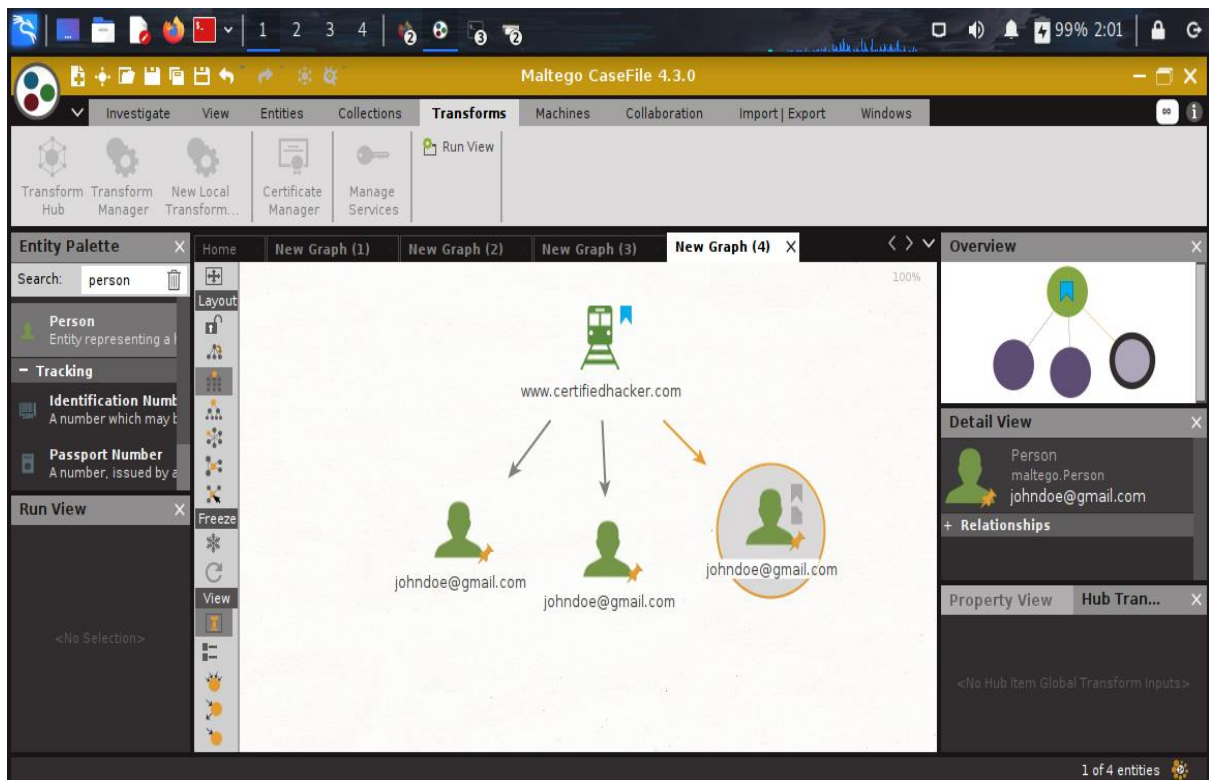 1 2 3 4
2
3
2
99% 2:01
Maltego CaseFile 4.3.0
Investigate View Entities Collections Transforms Machines Collaboration Import | Export Windows
Transform Hub
Transform Manager
New Local Transform...
Certificate Manager
Manage Services
Run View
Entity Palette
Search: person
Person
Entity representing a h
Tracking
Identification Numb
A number which may b
Passport Number
A number, issued by a
Run View
<No Selection>
Home New Graph (1) New Graph (2) New Graph (3) New Graph (4)
Layout
Freeze
View
100%
www.certifiedhacker.com
johndoe@gmail.com
johndoe@gmail.com
johndoe@gmail.com
Overview
Detail View
Person
maltego.Person
johndoe@gmail.com
+ Relationships
Property View Hub Tran...
<No Hub Item Global Transform Inputs>
1 of 4 entities